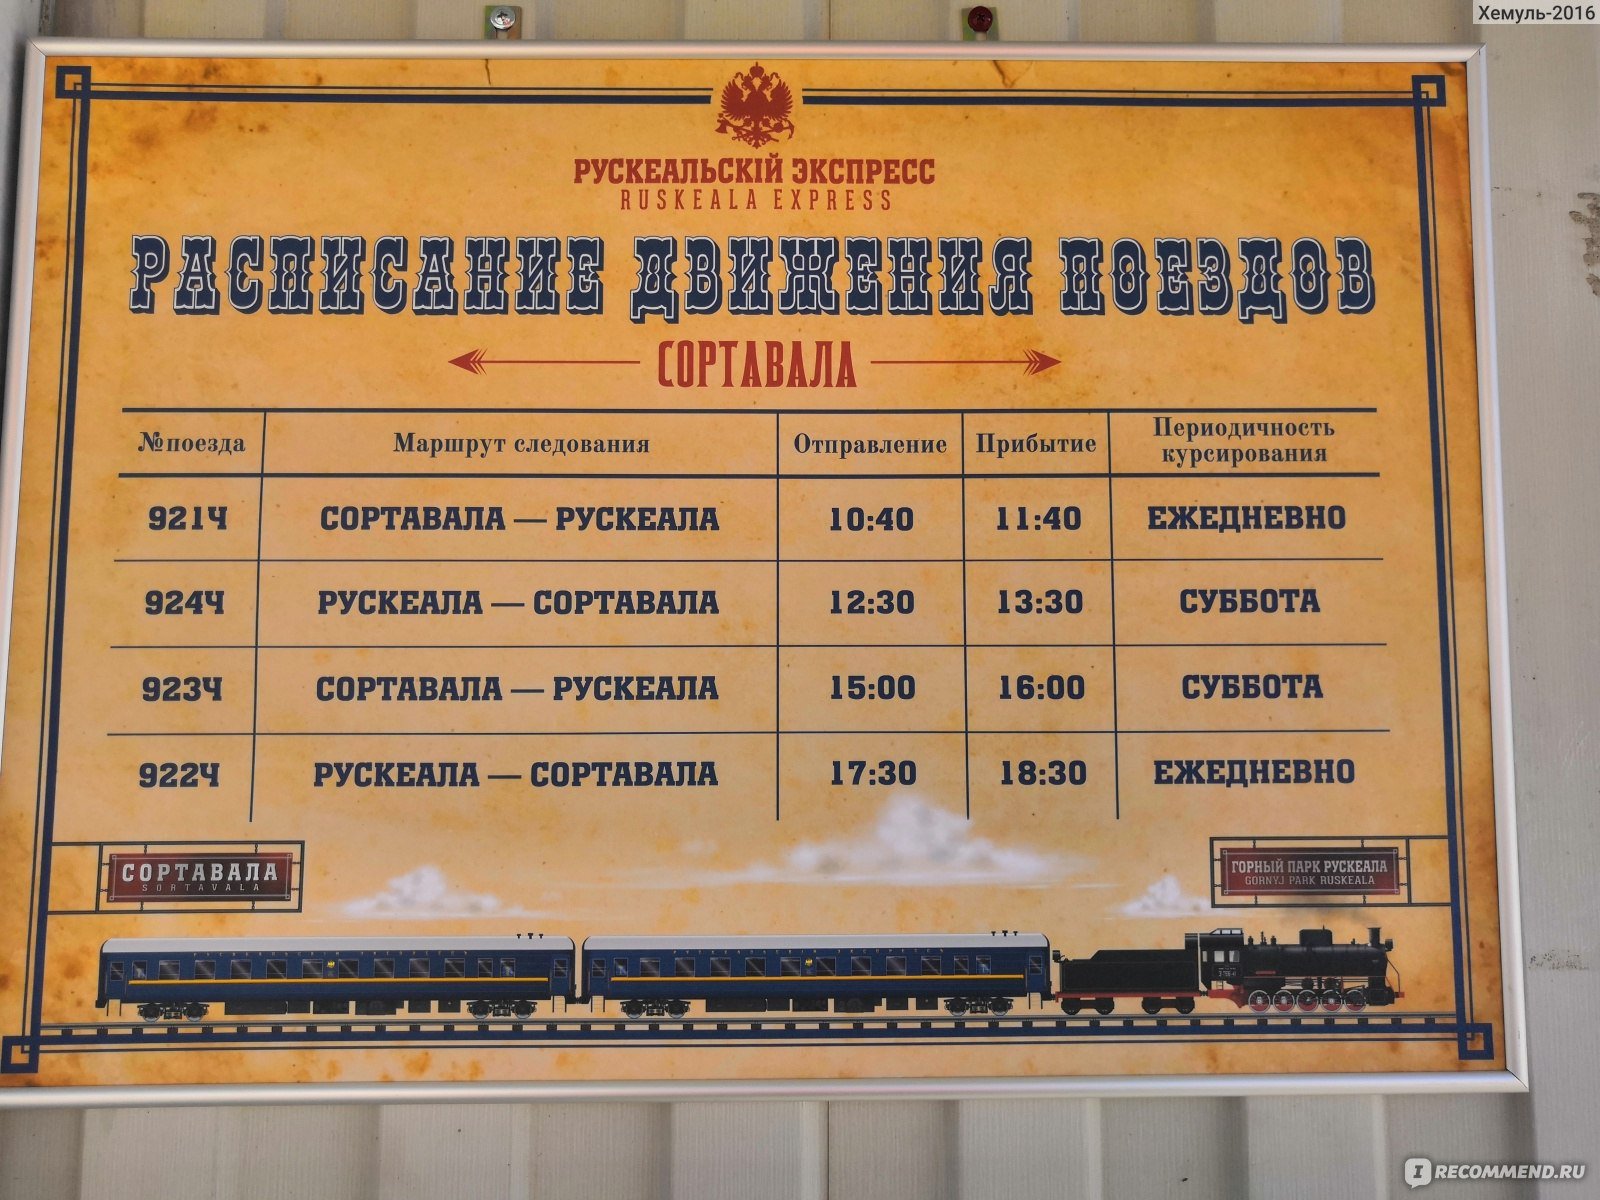 Хемуль-2016
РУСКЕАЛЬСКІЙ ЭКСПРЕСС
RUSKEALA EXPRESS
РАСПИСАНИЕ ДВИЖЕНИЯ ПОЕЗДОВ
СОРТАВАЛА
№поезда Маршрут следования Отправление Прибытие Периодичность курсирования
921Ч СОРТАВАЛА — РУСКЕАЛА 10:40 11:40 ЕЖЕДНЕВНО
924Ч РУСКЕАЛА — СОРТАВАЛА 12:30 13:30 СУББОТА
923Ч СОРТАВАЛА — РУСКЕАЛА 15:00 16:00 СУББОТА
922Ч РУСКЕАЛА — СОРТАВАЛА 17:30 18:30 ЕЖЕДНЕВНО
СОРТАВАЛА
SORTAVALA
ГОРНЫЙ ПАРК РУСКЕАЛА
GORNYJ PARK RUSKEALA
IRECOMMEND.RU